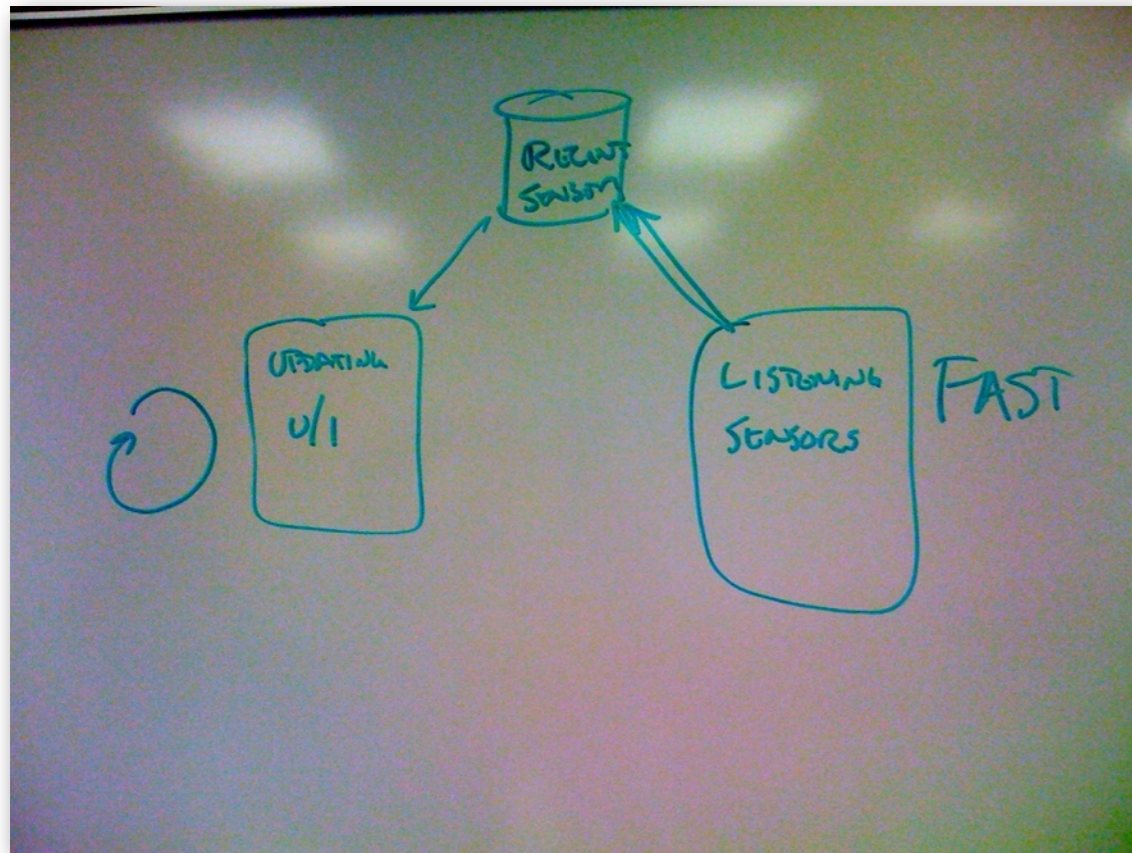 RECENT
SENSOR
UPDATING
U/I
LISTENING
SENSORS
FAST